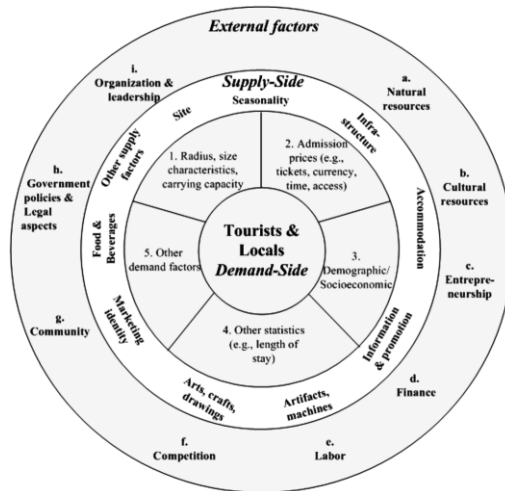 External factors
i.
Organization &
leadership
a.
Natural
resources
b.
Cultural
resources
c.
Entrepre-
neurship
d.
Finance
e.
Labor
f.
Competition
g.
Community
h.
Government
policies &
Legal
aspects
Supply-Side
Seasonality
Infra-
structure
Accommodation
Information
& promotion
Artifacts,
machines
Arts, crafts,
drawings
Marketing
identity
Food &
Beverages
Other supply
factors
Site
1. Radius, size
characteristics,
carrying capacity
2. Admission
prices (e.g.,
tickets, currency,
time, access)
3.
Demographic/
Socioeconomic
4. Other statistics
(e.g., length of
stay)
5. Other
demand factors
Tourists &
Locals
Demand-Side